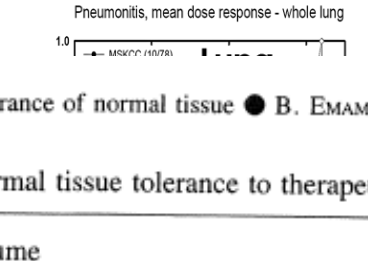 Pneumonitis, mean dose response - whole lung
1.0
MSKCC (10/78)
rance of normal tissue ● B. EMAM
rmal tissue tolerance to therape
ume